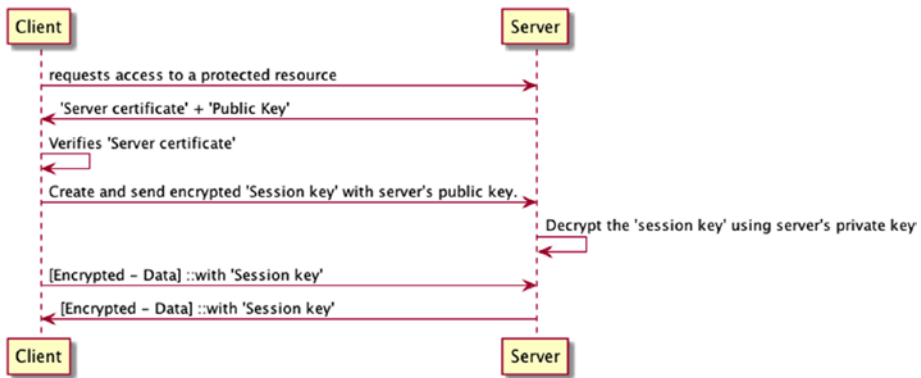 Client Server
requests access to a protected resource
'Server certificate' + 'Public Key'
Verifies 'Server certificate'
Create and send encrypted 'Session key' with server's public key.
Decrypt the 'session key' using server's private key
[Encrypted – Data] ::with 'Session key'
[Encrypted – Data] ::with 'Session key'
Client Server